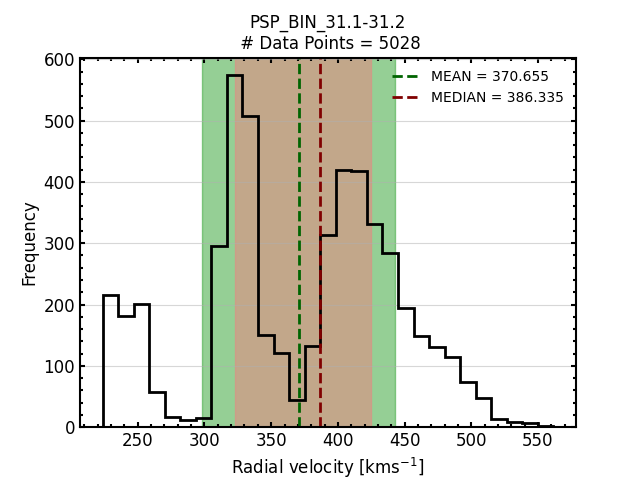 PSP_BIN_31.1-31.2
# Data Points = 5028
MEAN = 370.655
MEDIAN = 386.335
600
500
400
300
200
100
0
Frequency
250 300 350 400 450 500 550
Radial velocity [kms⁻¹]